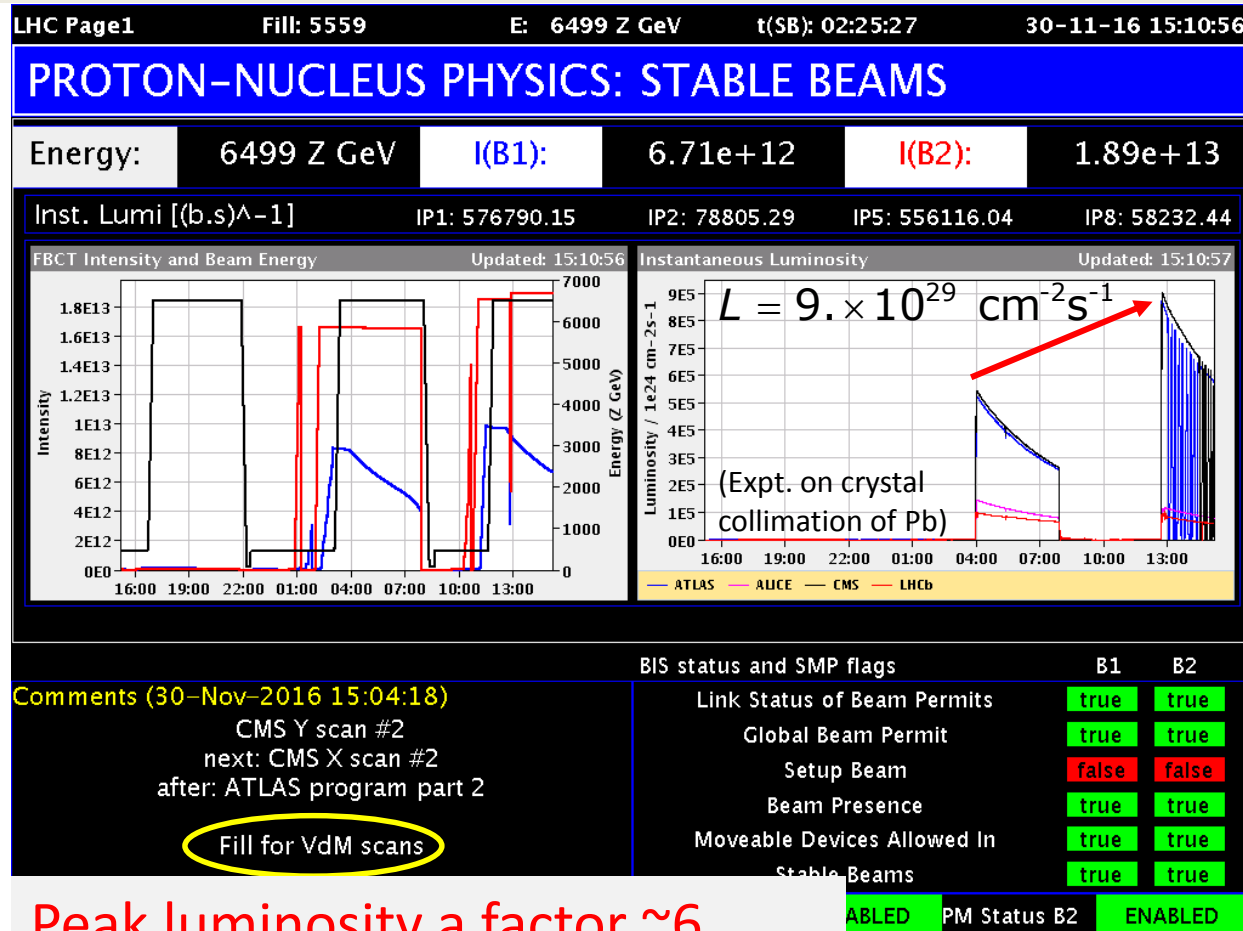 LHC Page1 Fill: 5559 E: 6499 Z GeV t(SB): 02:25:27 30-11-16 15:10:56
PROTON-NUCLEUS PHYSICS: STABLE BEAMS
Energy: 6499 Z GeV I(B1): 6.71e+12 I(B2): 1.89e+13
Inst. Lumi [(b.s)^-1] IP1: 576790.15 IP2: 78805.29 IP5: 556116.04 IP8: 58232.44
FBCT Intensity and Beam Energy Updated: 15:10:56
Intensity
1.8E13
1.6E13
1.4E13
1.2E13
1E13
8E12
6E12
4E12
2E12
0E0
7000
6000
5000
4000
3000
2000
1000
0
Energy (Z GeV)
16:00 19:00 22:00 01:00 04:00 07:00 10:00 13:00
Instantaneous Luminosity Updated: 15:10:57
Luminosity / 1e24 cm-2s-1
9E5
8E5
7E5
6E5
5E5
4E5
3E5
2E5
1E5
0E0
L = 9. × 10²⁹ cm⁻²s⁻¹
(Expt. on crystal
collimation of Pb)
16:00 19:00 22:00 01:00 04:00 07:00 10:00 13:00
ATLAS ALICE CMS LHCb
Comments (30-Nov-2016 15:04:18)
CMS Y scan #2
next: CMS X scan #2
after: ATLAS program part 2
Fill for VdM scans
BIS status and SMP flags B1 B2
Link Status of Beam Permits true true
Global Beam Permit true true
Setup Beam false false
Beam Presence true true
Moveable Devices Allowed In true true
Stable Beams true true
ABLED PM Status B2 ENABLED
Peak luminosity a factor ~6